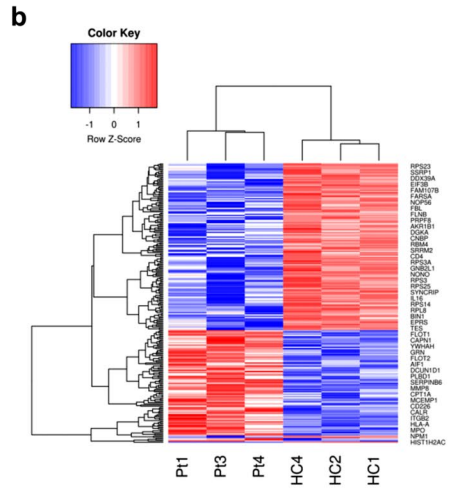 b
Color Key
-1 0 1
Row Z-Score
RPS23
SSRP1
DDX39A
EIF3B
FAM107B
FARSA
NOP56
FBL
FLNB
PRPF8
AKR1B1
DGKA
CNBP
RBM4
SRRM2
CD4
RPS3A
GNB2L1
NONO
RPS3
RPS25
SYNCRIP
IL16
RPS14
RPL8
BIN1
EPRS
TES
FLOT1
CAPN1
YWHAH
GRN
FLOT2
AIF1
DCUN1D1
PLBD1
SERPINB6
MMP8
CPT1A
MCEMP1
CD226
CALR
ITGB2
HLA-A
MPO
NPM1
HIST1H2AC
Pt1 Pt3 Pt4 HC4 HC2 HC1